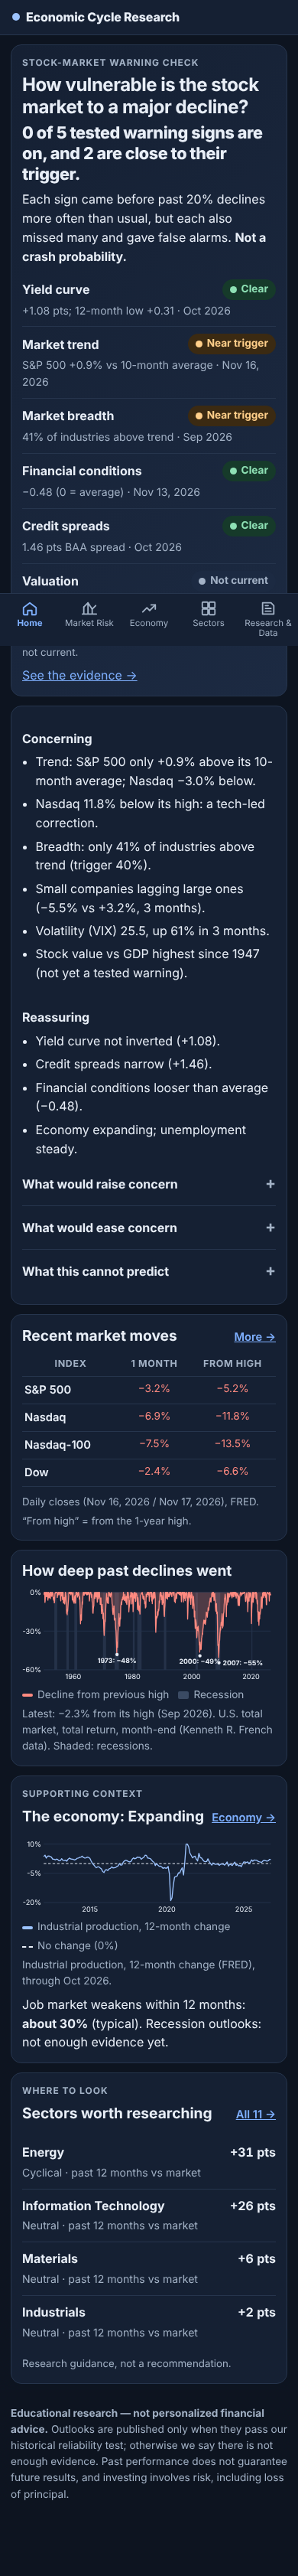 Economic Cycle Research
STOCK-MARKET WARNING CHECK
How vulnerable is the stock
market to a major decline?
0 of 5 tested warning signs are
on, and 2 are close to their
trigger.
Each sign came before past 20% declines
more often than usual, but each also
missed many and gave false alarms. Not a
crash probability.
Yield curve
Clear
+1.08 pts; 12-month low +0.31 · Oct 2026
Market trend
Near trigger
S&P 500 +0.9% vs 10-month average · Nov 16,
2026
Market breadth
Near trigger
41% of industries above trend · Sep 2026
Financial conditions
Clear
−0.48 (0 = average) · Nov 13, 2026
Credit spreads
Clear
1.46 pts BAA spread · Oct 2026
Valuation
Not current
Home
Market Risk
Economy
Sectors
Research &
Data
not current.
See the evidence →
Concerning
• Trend: S&P 500 only +0.9% above its 10-
month average; Nasdaq −3.0% below.
• Nasdaq 11.8% below its high: a tech-led
correction.
• Breadth: only 41% of industries above
trend (trigger 40%).
• Small companies lagging large ones
(−5.5% vs +3.2%, 3 months).
• Volatility (VIX) 25.5, up 61% in 3 months.
• Stock value vs GDP highest since 1947
(not yet a tested warning).
Reassuring
• Yield curve not inverted (+1.08).
• Credit spreads narrow (+1.46).
• Financial conditions looser than average
(−0.48).
• Economy expanding; unemployment
steady.
What would raise concern +
What would ease concern +
What this cannot predict +
Recent market moves
More →
INDEX 1 MONTH FROM HIGH
S&P 500 −3.2% −5.2%
Nasdaq −6.9% −11.8%
Nasdaq-100 −7.5% −13.5%
Dow −2.4% −6.6%
Daily closes (Nov 16, 2026 / Nov 17, 2026), FRED.
“From high” = from the 1-year high.
How deep past declines went
0%
-30%
-60%
1973: −48%
2000: −49%
2007: −55%
1960 1980 2000 2020
Decline from previous high
Recession
Latest: −2.3% from its high (Sep 2026). U.S. total
market, total return, month-end (Kenneth R. French
data). Shaded: recessions.
SUPPORTING CONTEXT
The economy: Expanding
Economy →
10%
-5%
-20%
2015 2020 2025
Industrial production, 12-month change
No change (0%)
Industrial production, 12-month change (FRED),
through Oct 2026.
Job market weakens within 12 months:
about 30% (typical). Recession outlooks:
not enough evidence yet.
WHERE TO LOOK
Sectors worth researching
All 11 →
Energy +31 pts
Cyclical · past 12 months vs market
Information Technology +26 pts
Neutral · past 12 months vs market
Materials +6 pts
Neutral · past 12 months vs market
Industrials +2 pts
Neutral · past 12 months vs market
Research guidance, not a recommendation.
Educational research — not personalized financial
advice. Outlooks are published only when they pass our
historical reliability test; otherwise we say there is not
enough evidence. Past performance does not guarantee
future results, and investing involves risk, including loss
of principal.